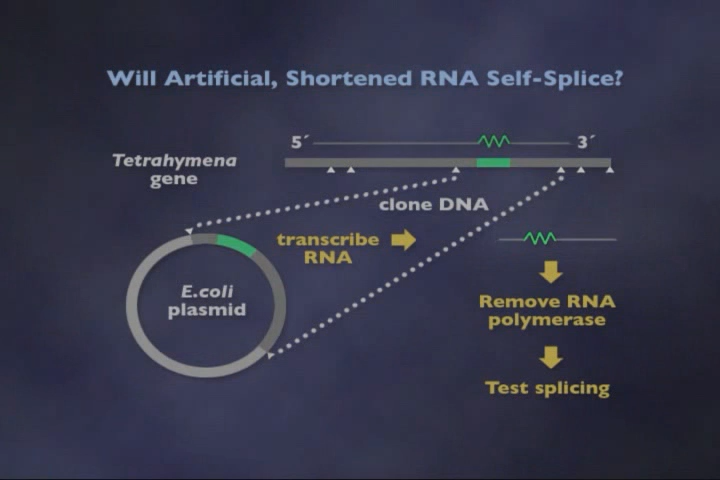 Will Artificial, Shortened RNA Self-Splice?
5´ 3´
Tetrahymena
gene
clone DNA
transcribe
RNA
E.coli
plasmid
Remove RNA
polymerase
Test splicing